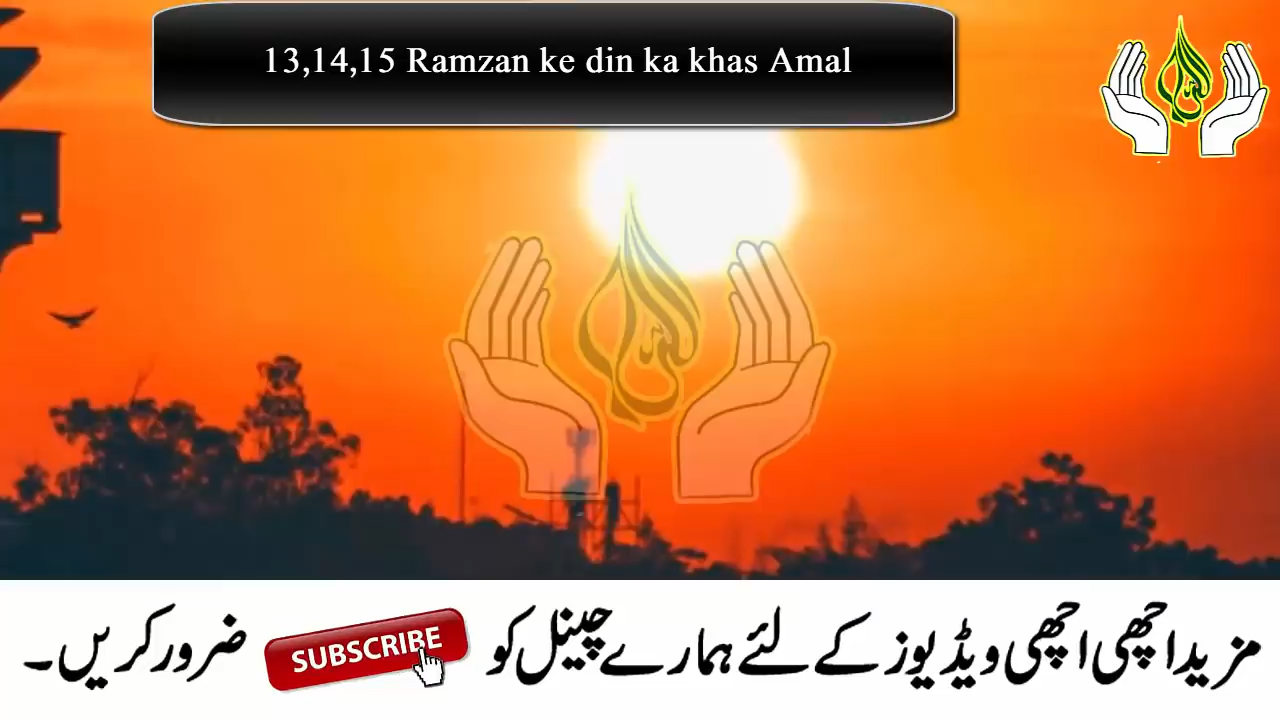 13,14,15 Ramzan ke din ka khas Amal
مزید اچھی اچھی ویڈیوز کے لئے ہمارے چینل کو SUBSCRIBE ضرور کریں۔